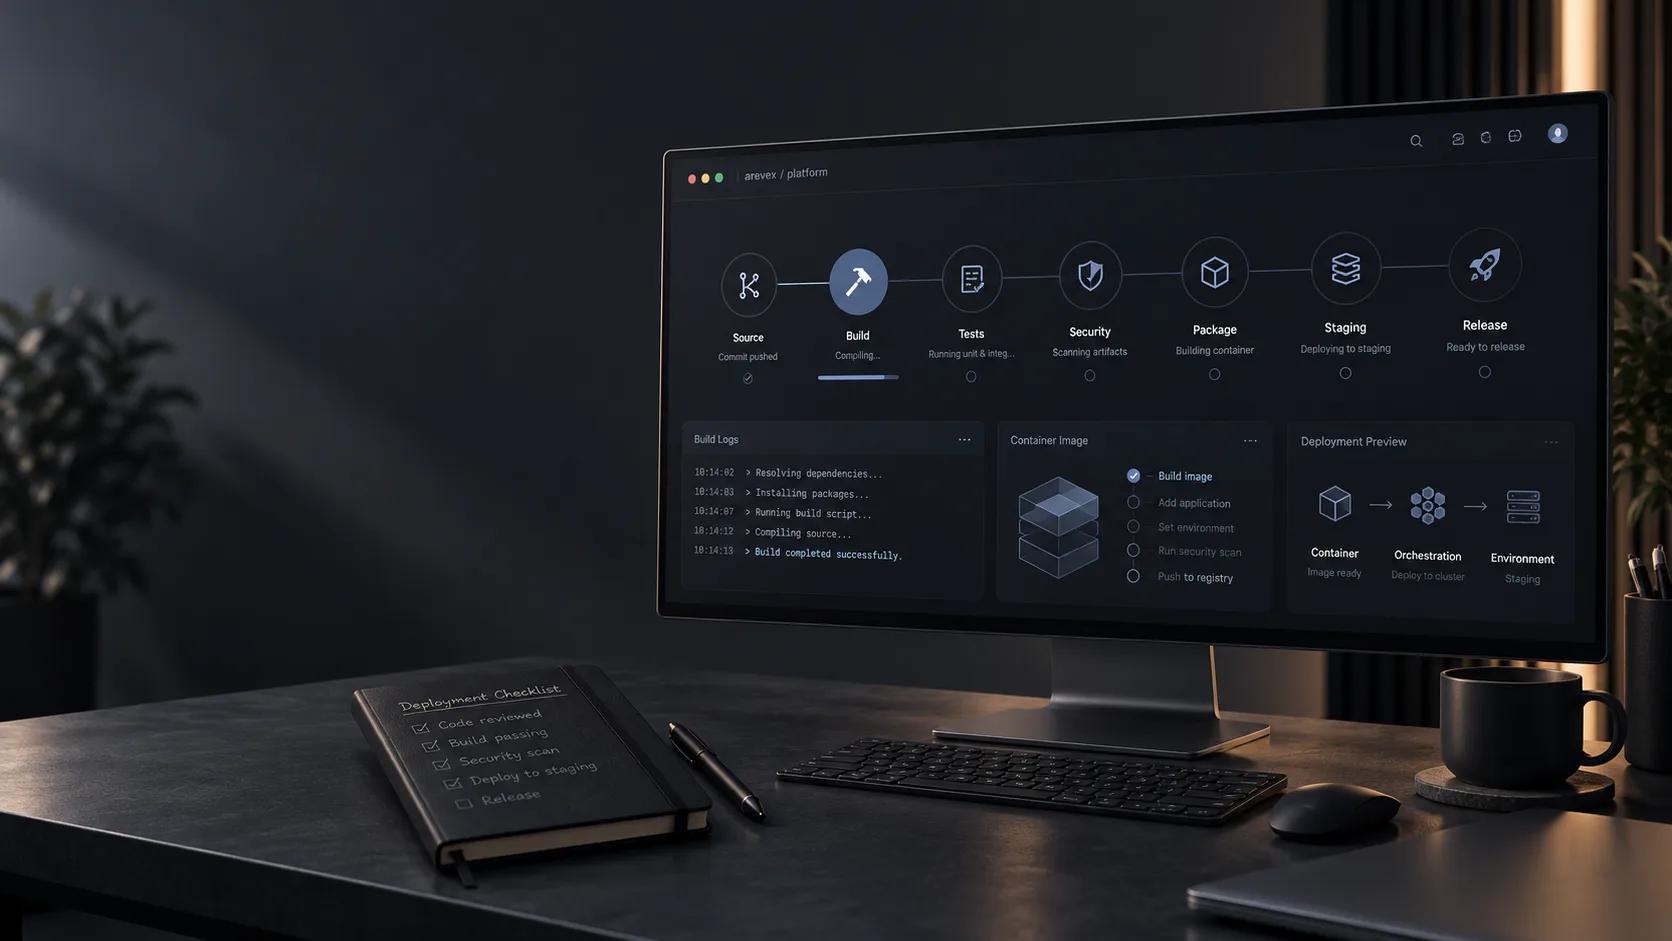 arevex / platform
Source
Commit pushed
Build
Compiling...
Tests
Running unit & integ...
Security
Scanning artifacts
Package
Building container
Staging
Deploying to staging
Release
Ready to release
Build Logs
10:14:02 > Resolving dependencies...
10:14:03 > Installing packages...
10:14:07 > Running build script...
10:14:12 > Compiling source...
10:14:13 > Build completed successfully.
Container Image
Build image
Add application
Set environment
Run security scan
Push to registry
Deployment Preview
Container
Image ready
Orchestration
Deploy to cluster
Environment
Staging
Deployment Checklist
Code reviewed
Build passing
Security scan
Deploy to staging
Release